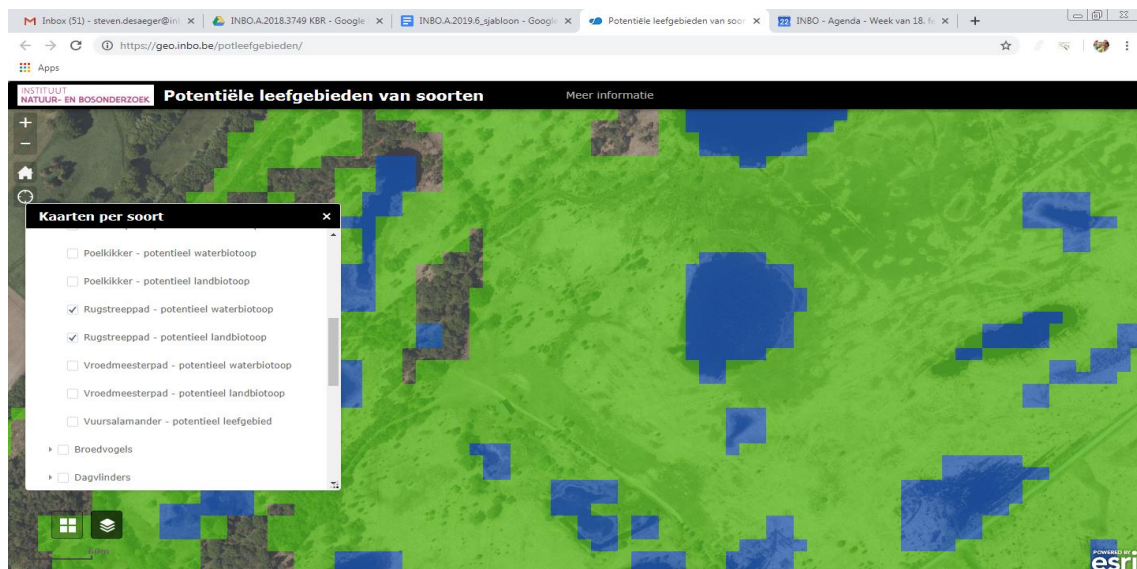 Inbox (51) - steven.desaeger@in
INBO.A.2018.3749 KBR - Google
INBO.A.2019.6_sjabloon - Google
Potentiële leefgebieden van soor
22 INBO - Agenda - Week van 18. fe
https://geo.inbo.be/potleefgebieden/
Apps
INSTITUUT
NATUUR- EN BOSONDERZOEK
Potentiële leefgebieden van soorten
Meer informatie
Kaarten per soort
Poelkikker - potentieel waterbiotoop
Poelkikker - potentieel landbiotoop
Rugstreeppad - potentieel waterbiotoop
Rugstreeppad - potentieel landbiotoop
Vroedmeesterpad - potentieel waterbiotoop
Vroedmeesterpad - potentieel landbiotoop
Vuursalamander - potentieel leefgebied
Broedvogels
Dagvlinders
60m
POWERED BY
esri